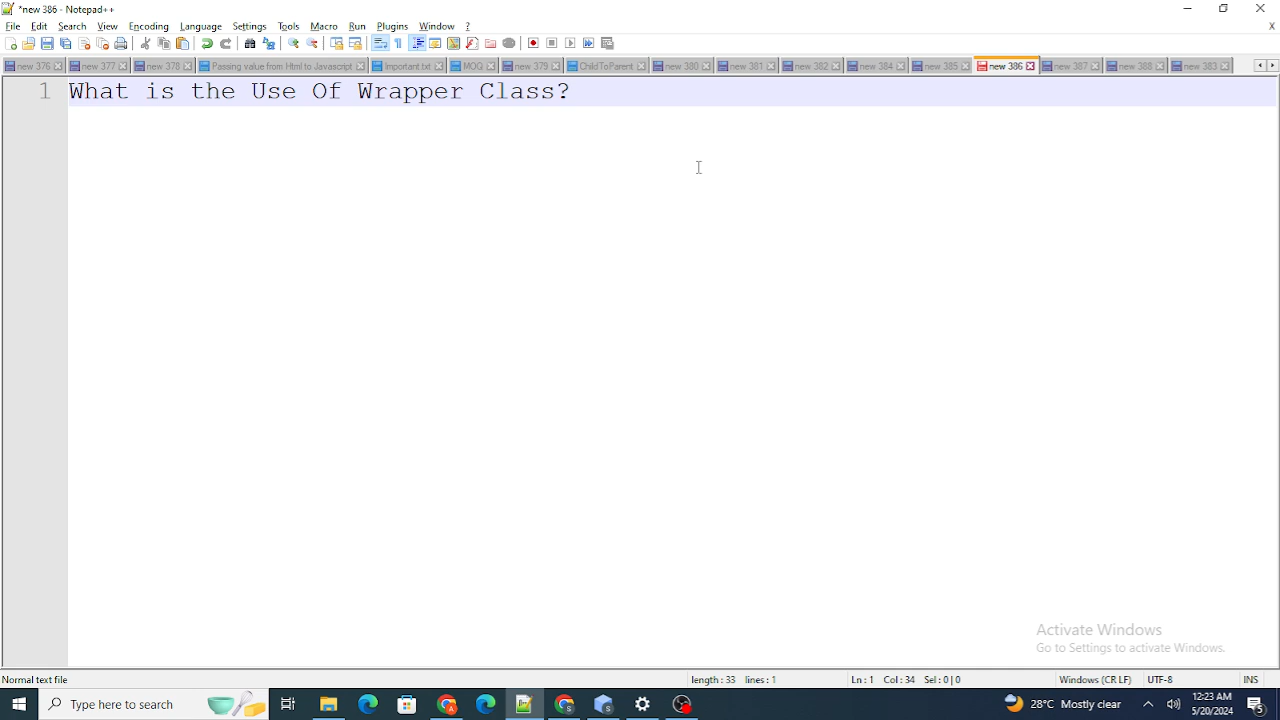 *new 386 - Notepad++
File Edit Search View Encoding Language Settings Tools Macro Run Plugins Window ?
new 376 new 377 new 378 Passing value from Html to Javascript Important txt MOG new 379 ChildToParent new 380 new 381 new 382 new 384 new 385 new 386 new 387 new 388 new 383
1 What is the Use Of Wrapper Class?
Activate Windows
Go to Settings to activate Windows.
Normal text file length : 33 lines : 1 Ln : 1 Col : 34 Sel : 0 | 0 Windows (CR LF) UTF-8 INS
Type here to search 28°C Mostly clear 12:23 AM
5/20/2024